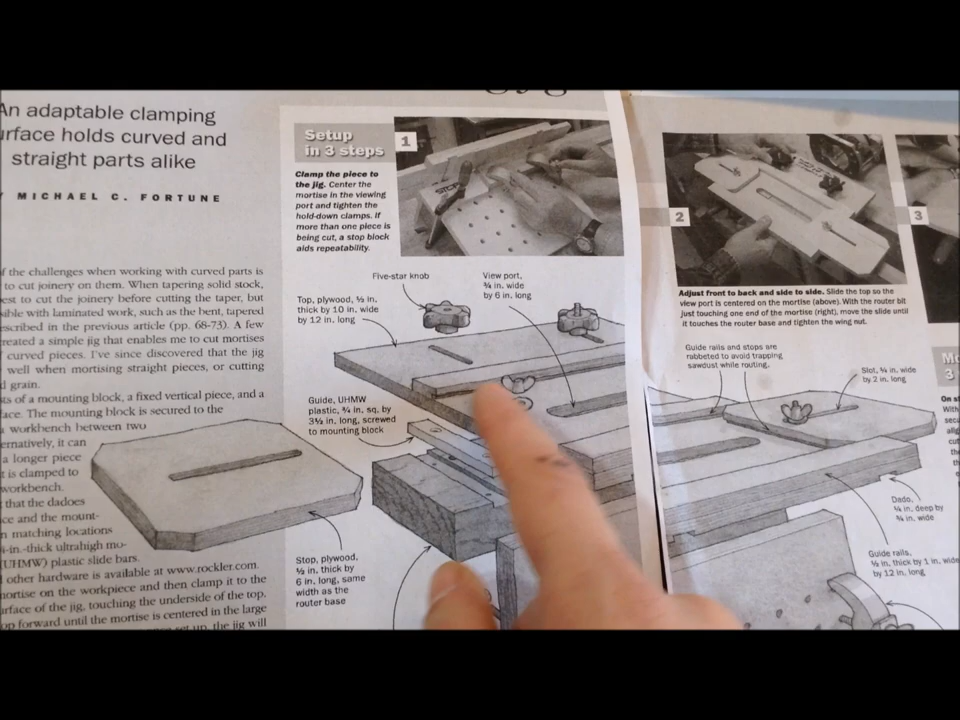 An adaptable clamping
urface holds curved and
straight parts alike
MICHAEL C. FORTUNE
f the challenges when working with curved parts is
to cut joinery on them. When tapering solid stock,
est to cut the joinery before cutting the taper, but
sible with laminated work, such as the bent, tapered
escribed in the previous article (pp. 68-73). A few
reated a simple jig that enables me to cut mortises
curved pieces. I've since discovered that the jig
well when mortising straight pieces, or cutting
d grain.
ts of a mounting block, a fixed vertical piece, and a
ace. The mounting block is secured to the
a workbench between two
ernatively, it can
a longer piece
t is clamped to
workbench.
that the dadoes
ce and the mount-
n matching locations
-in.-thick ultrahigh mo-
(UHMW) plastic slide bars.
other hardware is available at www.rockler.com.
mortise on the workpiece and then clamp it to the
urface of the jig, touching the underside of the top.
op forward until the mortise is centered in the large
the jig will
Setup
in 3 steps
1
Clamp the piece to
the jig. Center the
mortise in the viewing
port and tighten the
hold-down clamps. If
more than one piece is
being cut, a stop block
aids repeatability.
STOP
Five-star knob
View port,
¾ in. wide
by 6 in. long
Top, plywood, ½ in.
thick by 10 in. wide
by 12 in. long
Guide, UHMW
plastic, ¾ in. sq. by
3½ in. long, screwed
to mounting block
Stop, plywood,
½ in. thick by
6 in. long, same
width as the
router base
2
3
Adjust front to back and side to side. Slide the top so the
view port is centered on the mortise (above). With the router bit
just touching one end of the mortise (right), move the slide until
it touches the router base and tighten the wing nut.
Guide rails and stops are
rabbeted to avoid trapping
sawdust while routing.
Slot, ¼ in. wide
by 2 in. long
Mo
3
On s
With
secu
alig
cut
the
Dado,
¼ in. deep by
¾ in. wide
Guide rails,
½ in. thick by 1 in. wide
by 12 in. long